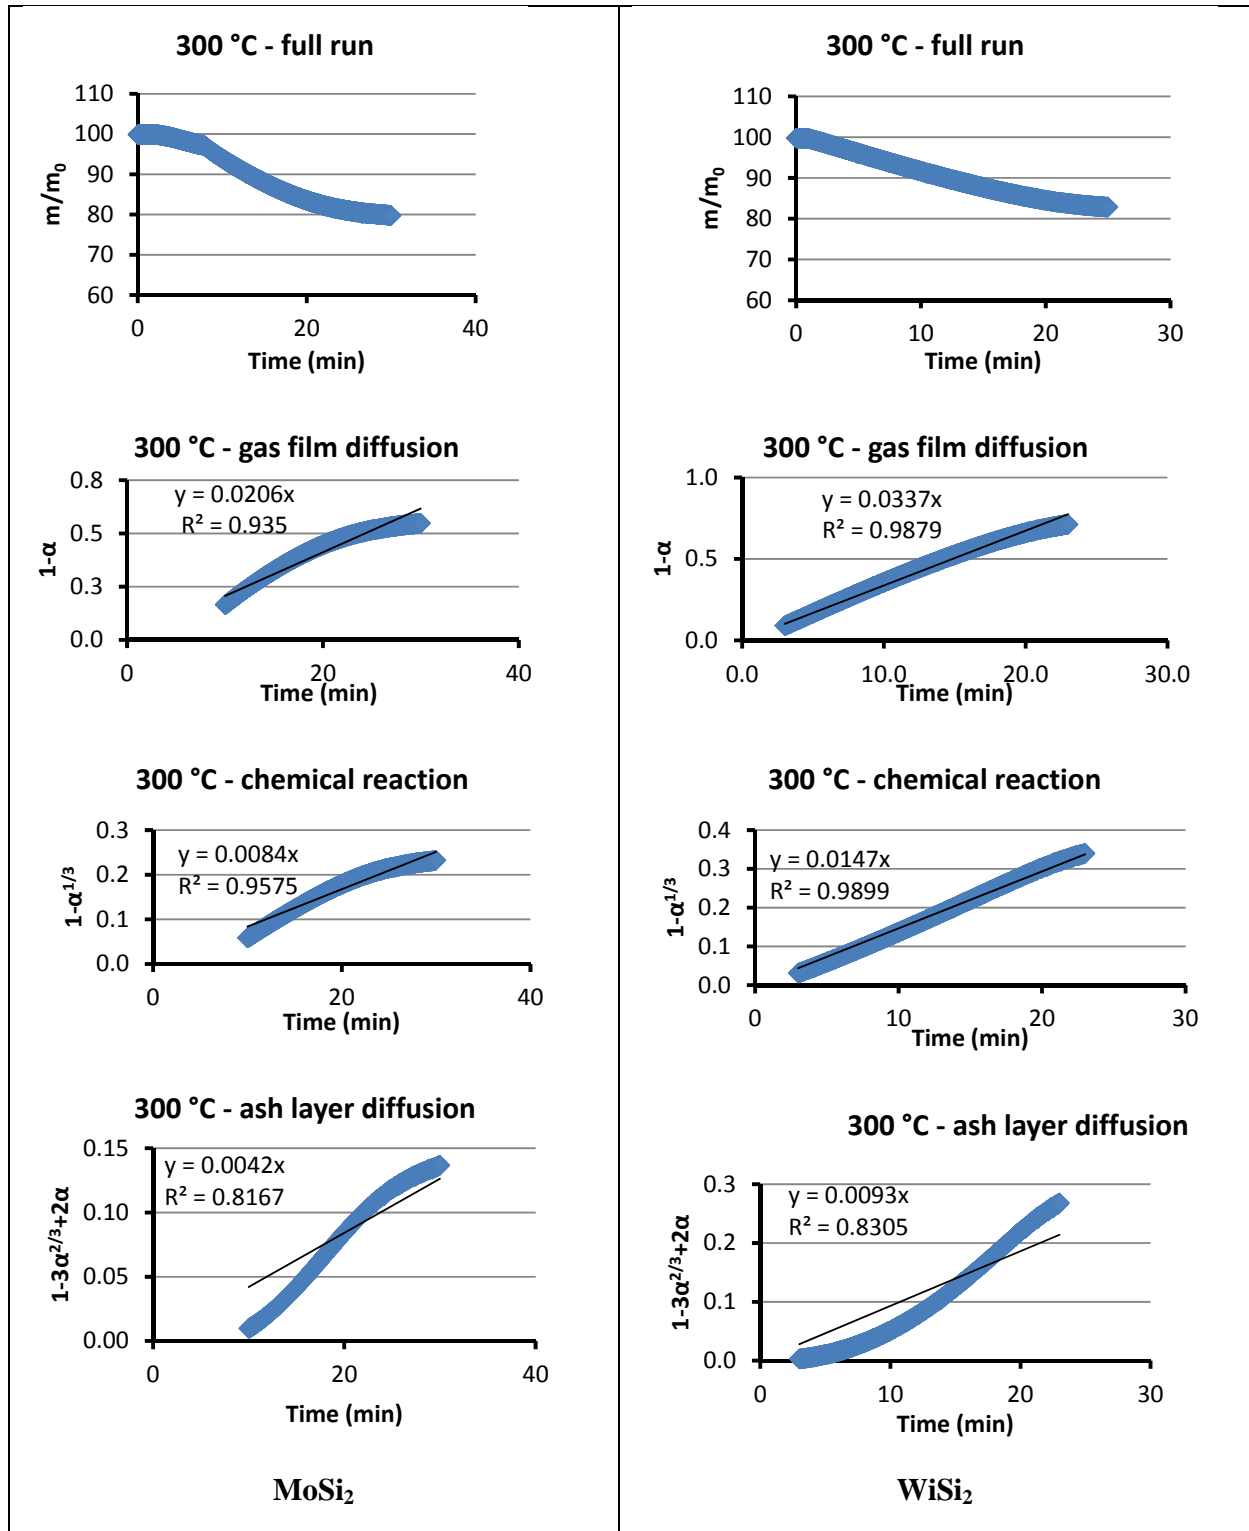 300 °C - full run
110
100
90
80
70
60
m/m₀
0 20 40
Time (min)
300 °C - gas film diffusion
0.8
0.5
0.3
0.0
1-α
y = 0.0206x
R² = 0.935
0 20 40
Time (min)
300 °C - chemical reaction
0.3
0.2
0.1
0.0
1-α^1/3
y = 0.0084x
R² = 0.9575
0 20 40
Time (min)
300 °C - ash layer diffusion
0.15
0.10
0.05
0.00
1-3α^2/3+2α
y = 0.0042x
R² = 0.8167
0 20 40
Time (min)
MoSi₂
300 °C - full run
110
100
90
80
70
60
m/m₀
0 10 20 30
Time (min)
300 °C - gas film diffusion
1.0
0.5
0.0
1-α
y = 0.0337x
R² = 0.9879
0.0 10.0 20.0 30.0
Time (min)
300 °C - chemical reaction
0.4
0.3
0.2
0.1
0.0
1-α^1/3
y = 0.0147x
R² = 0.9899
0 10 20 30
Time (min)
300 °C - ash layer diffusion
0.3
0.2
0.1
0.0
1-3α^2/3+2α
y = 0.0093x
R² = 0.8305
0 10 20 30
Time (min)
WiSi₂